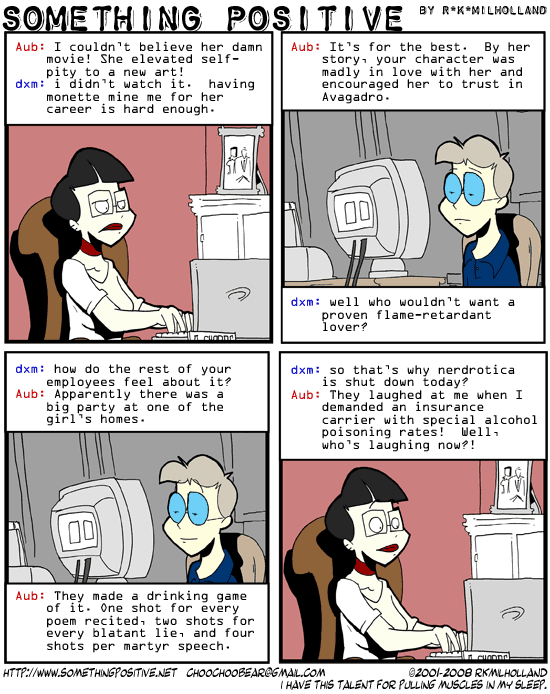 SOMETHING POSITIVE BY R*K*MILHOLLAND
Aub: I couldn't believe her damn
movie! She elevated self-
pity to a new art!
dxm: i didn't watch it. having
monette mine me for her
career is hard enough.
Aub: It's for the best. By her
story, your character was
madly in love with her and
encouraged her to trust in
Avagadro.
dxm: well who wouldn't want a
proven flame-retardant
lover?
dxm: how do the rest of your
employees feel about it?
Aub: Apparently there was a
big party at one of the
girl's homes.
Aub: They made a drinking game
of it. One shot for every
poem recited, two shots for
every blatant lie, and four
shots per martyr speech.
dxm: so that's why nerdrotica
is shut down today?
Aub: They laughed at me when I
demanded an insurance
carrier with special alcohol
poisoning rates! Well,
who's laughing now?!
HTTP://WWW.SOMETHINGPOSITIVE.NET CHOOCHOOBEAR@GMAIL.COM ©2001-2008 RKMILHOLLAND
I HAVE THIS TALENT FOR PULLING MUSCLES IN MY SLEEP.